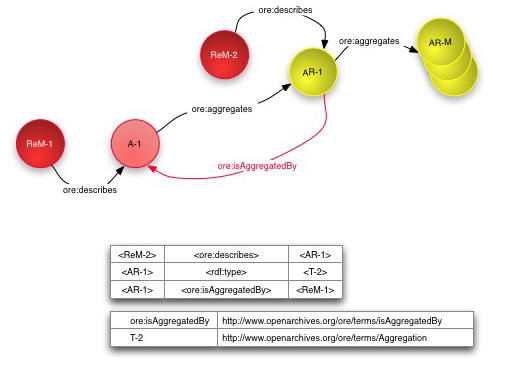 ore:describes
ReM-2
AR-1
ore:aggregates
AR-M
ore:aggregates
ReM-1
A-1
ore:isAggregatedBy
ore:describes
<ReM-2> <ore:describes> <AR-1>
<AR-1> <rdf:type> <T-2>
<AR-1> <ore:isAggregatedBy> <ReM-1>
ore:isAggregatedBy http://www.openarchives.org/ore/terms/isAggregatedBy
T-2 http://www.openarchives.org/ore/terms/Aggregation